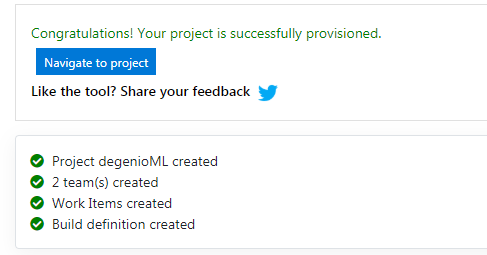 Congratulations! Your project is successfully provisioned.
Navigate to project
Like the tool? Share your feedback
Project degenioML created
2 team(s) created
Work Items created
Build definition created